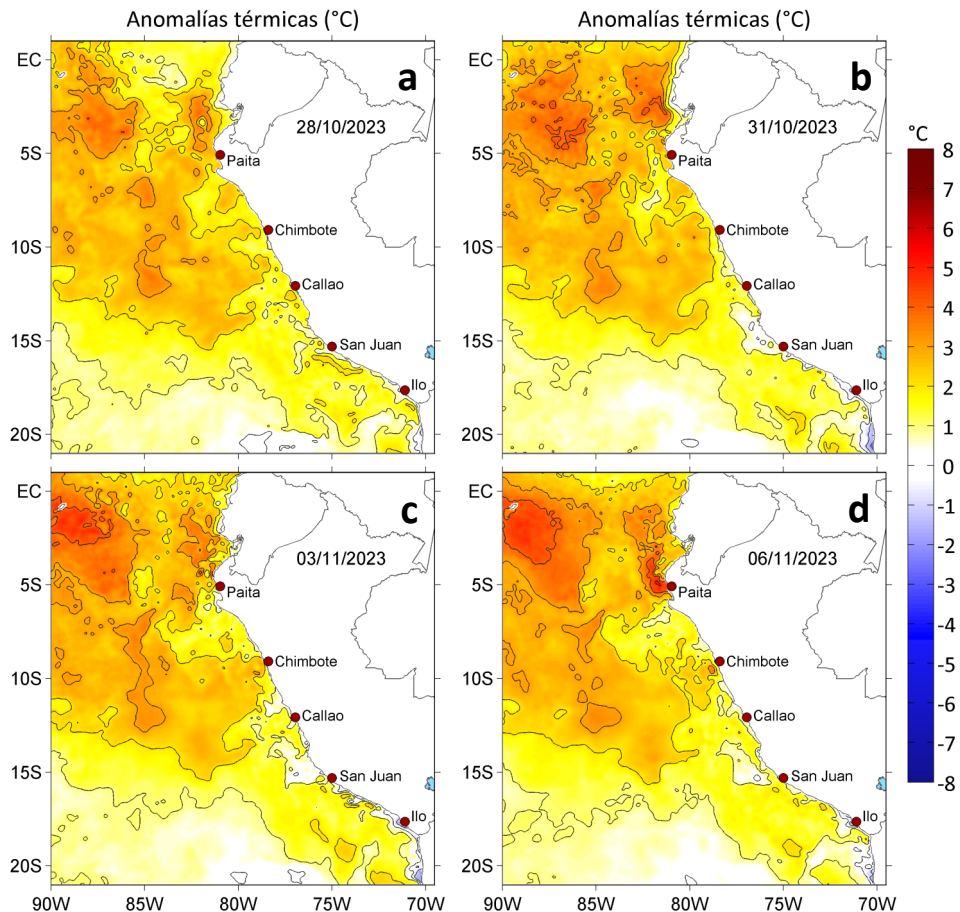 Anomalías térmicas (°C)
Anomalías térmicas (°C)
a
28/10/2023
EC
5S
10S
15S
20S
Paita
Chimbote
Callao
San Juan
Ilo
b
31/10/2023
EC
5S
10S
15S
20S
Paita
Chimbote
Callao
San Juan
Ilo
°C
8
7
6
5
4
3
2
1
0
-1
-2
-3
-4
-5
-6
-7
-8
c
03/11/2023
EC
5S
10S
15S
20S
Paita
Chimbote
Callao
San Juan
Ilo
90W 85W 80W 75W 70W
d
06/11/2023
EC
5S
10S
15S
20S
Paita
Chimbote
Callao
San Juan
Ilo
90W 85W 80W 75W 70W